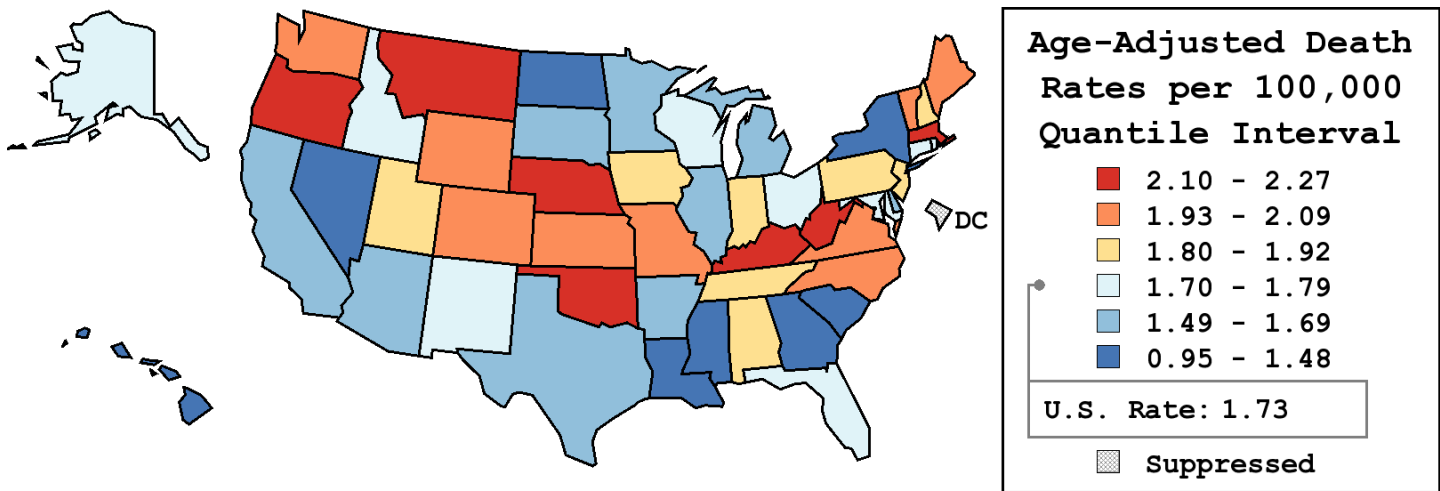 Age-Adjusted Death
Rates per 100,000
Quantile Interval
2.10 - 2.27
1.93 - 2.09
1.80 - 1.92
1.70 - 1.79
1.49 - 1.69
0.95 - 1.48
U.S. Rate: 1.73
Suppressed
DC